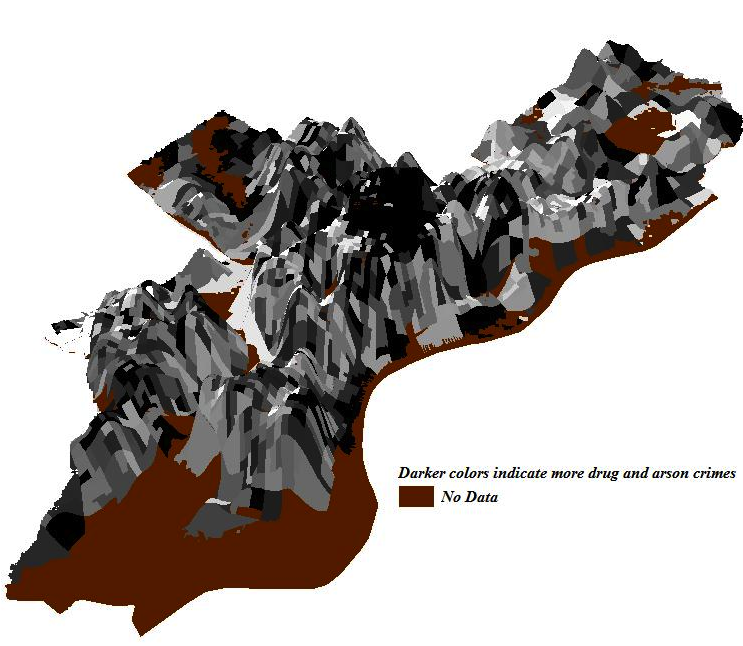 Darker colors indicate more drug and arson crimes
No Data